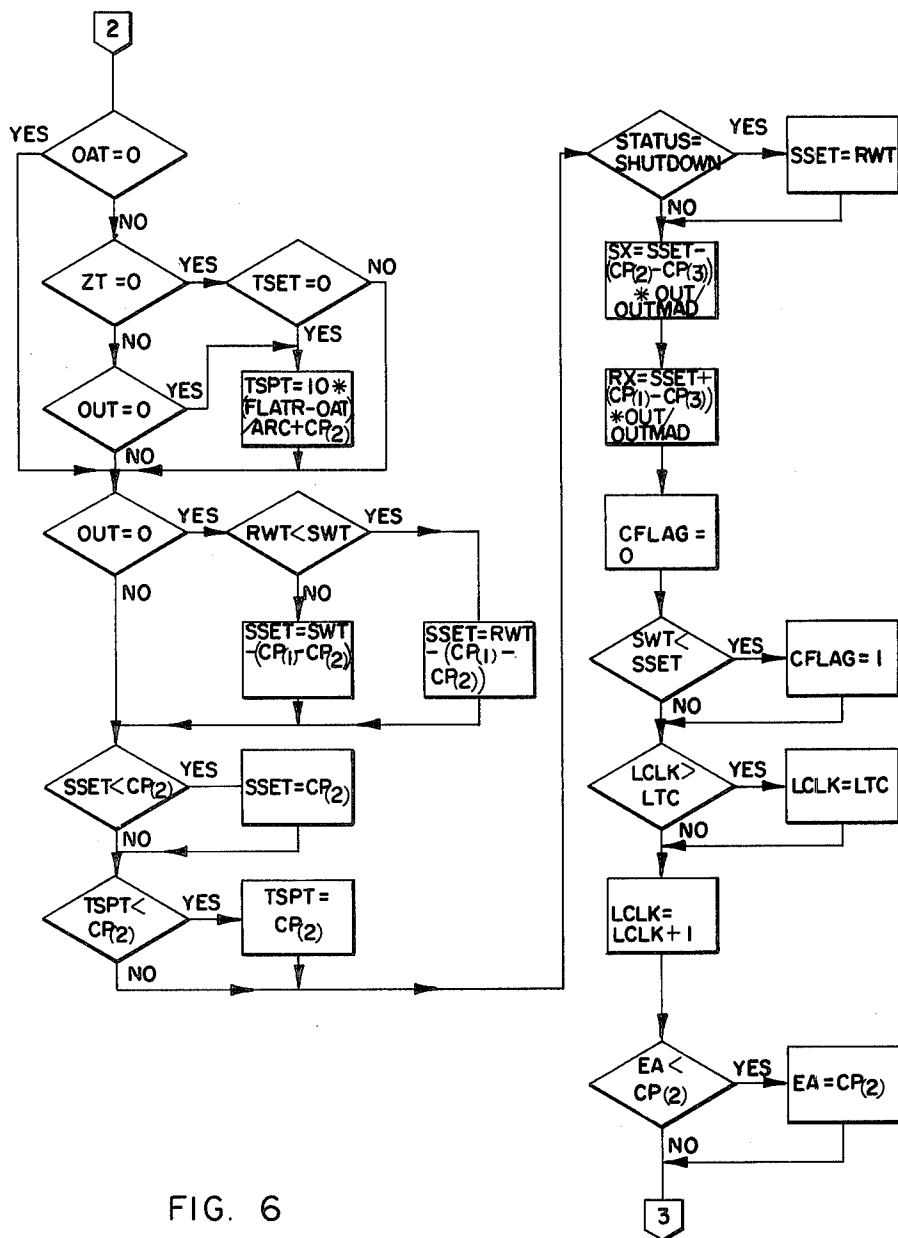 2
YES
OAT=0
NO
ZT=0
YES
TSET=0
NO
NO
YES
OUT=0
YES
TSPT=10*
(FLATR-OAT)
/ARC+CP(2)
NO
OUT=0
YES
RWT<SWT
YES
NO
NO
SSET=SWT
-(CP(1)-CP(2))
SSET=RWT
-(CP(1)-
CP(2))
SSET<CP(2)
YES
SSET=CP(2)
NO
TSPT<
CP(2)
YES
TSPT=
CP(2)
NO
STATUS=
SHUTDOWN
YES
SSET=RWT
NO
SX=SSET-
(CP(2)-CP(3))
*OUT/
OUTMAD
RX=SSET+
(CP(1)-CP(3))
*OUT/
OUTMAD
CFLAG=
0
SWT<
SSET
YES
CFLAG=1
NO
LCLK>
LTC
YES
LCLK=LTC
NO
LCLK=
LCLK+1
EA<
CP(2)
YES
EA=CP(2)
NO
3
FIG. 6